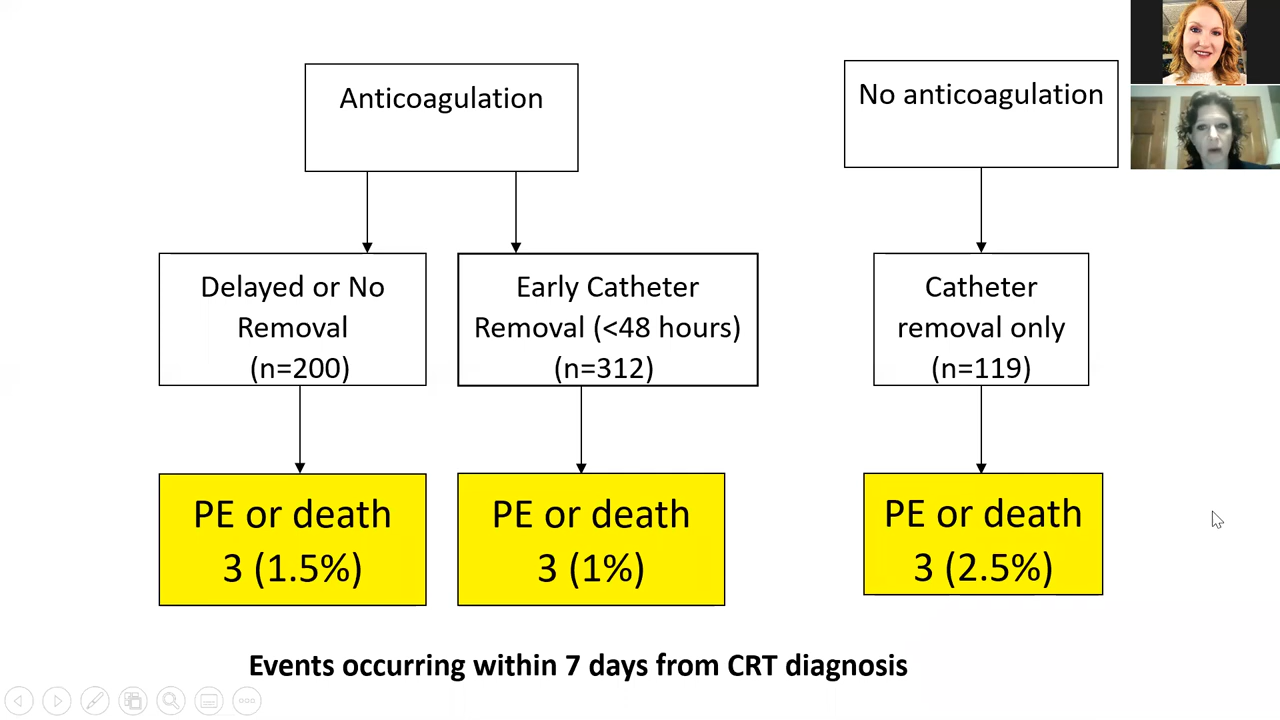 Anticoagulation
No anticoagulation
Delayed or No
Removal
(n=200)
Early Catheter
Removal (<48 hours)
(n=312)
Catheter
removal only
(n=119)
PE or death
3 (1.5%)
PE or death
3 (1%)
PE or death
3 (2.5%)
Events occurring within 7 days from CRT diagnosis